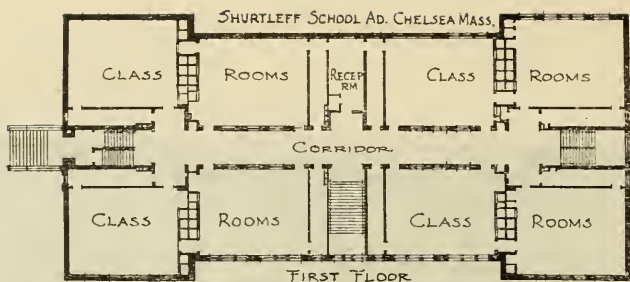 SHURTLEFF SCHOOL AD. CHELSEA MASS.
CLASS ROOMS RECEP. RM CLASS ROOMS
CORRIDOR
CLASS ROOMS CLASS ROOMS
FIRST FLOOR